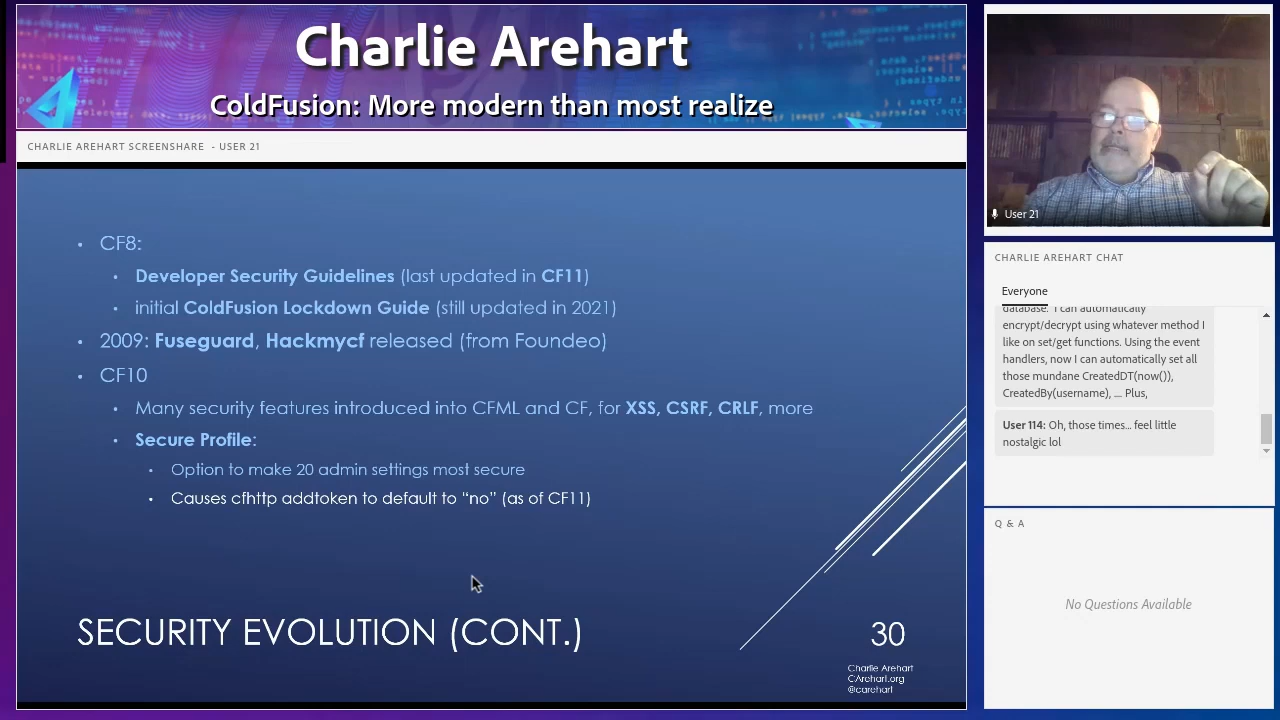 Charlie Arehart
ColdFusion: More modern than most realize
CHARLIE AREHART SCREENSHARE - USER 21
• CF8:
• Developer Security Guidelines (last updated in CF11)
• initial ColdFusion Lockdown Guide (still updated in 2021)
• 2009: Fuseguard, Hackmycf released (from Foundeo)
• CF10
• Many security features introduced into CFML and CF, for XSS, CSRF, CRLF, more
• Secure Profile:
• Option to make 20 admin settings most secure
• Causes cfhttp addtoken to default to “no” (as of CF11)
SECURITY EVOLUTION (CONT.)
30
Charlie Arehart
CArehart.org
@carehart
User 21
CHARLIE AREHART CHAT
Everyone
database. I can automatically
encrypt/decrypt using whatever method I
like on set/get functions. Using the event
handlers, now I can automatically set all
those mundane CreatedDT(now()),
CreatedBy(username), .... Plus,
User 114: Oh, those times... feel little
nostalgic lol
Q & A
No Questions Available